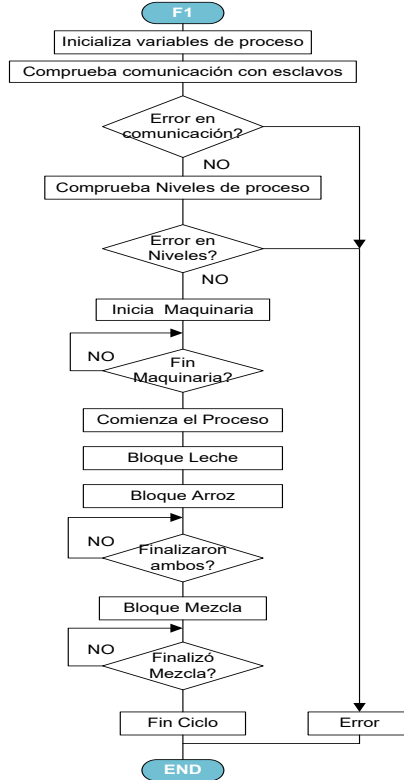 F1
Inicializa variables de proceso
Comprueba comunicación con esclavos
Error en
comunicación?
NO
Comprueba Niveles de proceso
Error en
Niveles?
NO
Inicia Maquinaria
NO
Fin
Maquinaria?
Comienza el Proceso
Bloque Leche
Bloque Arroz
NO
Finalizaron
ambos?
Bloque Mezcla
NO
Finalizó
Mezcla?
Fin Ciclo
Error
END